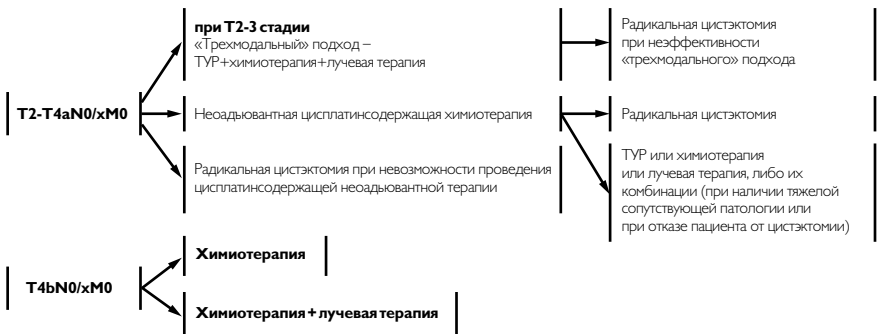 при T2-3 стадии
«Трехмодальный» подход –
ТУР+химиотерапия+лучевая терапия
Радикальная цистэктомия
при неэффективности
«трехмодального» подхода
T2-T4aN0/xM0
Неоадьювантная цисплатинсодержащая химиотерапия
Радикальная цистэктомия
Радикальная цистэктомия при невозможности проведения
цисплатинсодержащей неоадьювантной терапии
ТУР или химиотерапия
или лучевая терапия, либо их
комбинации (при наличии тяжелой
сопутствующей патологии или
при отказе пациента от цистэктомии)
T4bN0/xM0
Химиотерапия
Химиотерапия + лучевая терапия